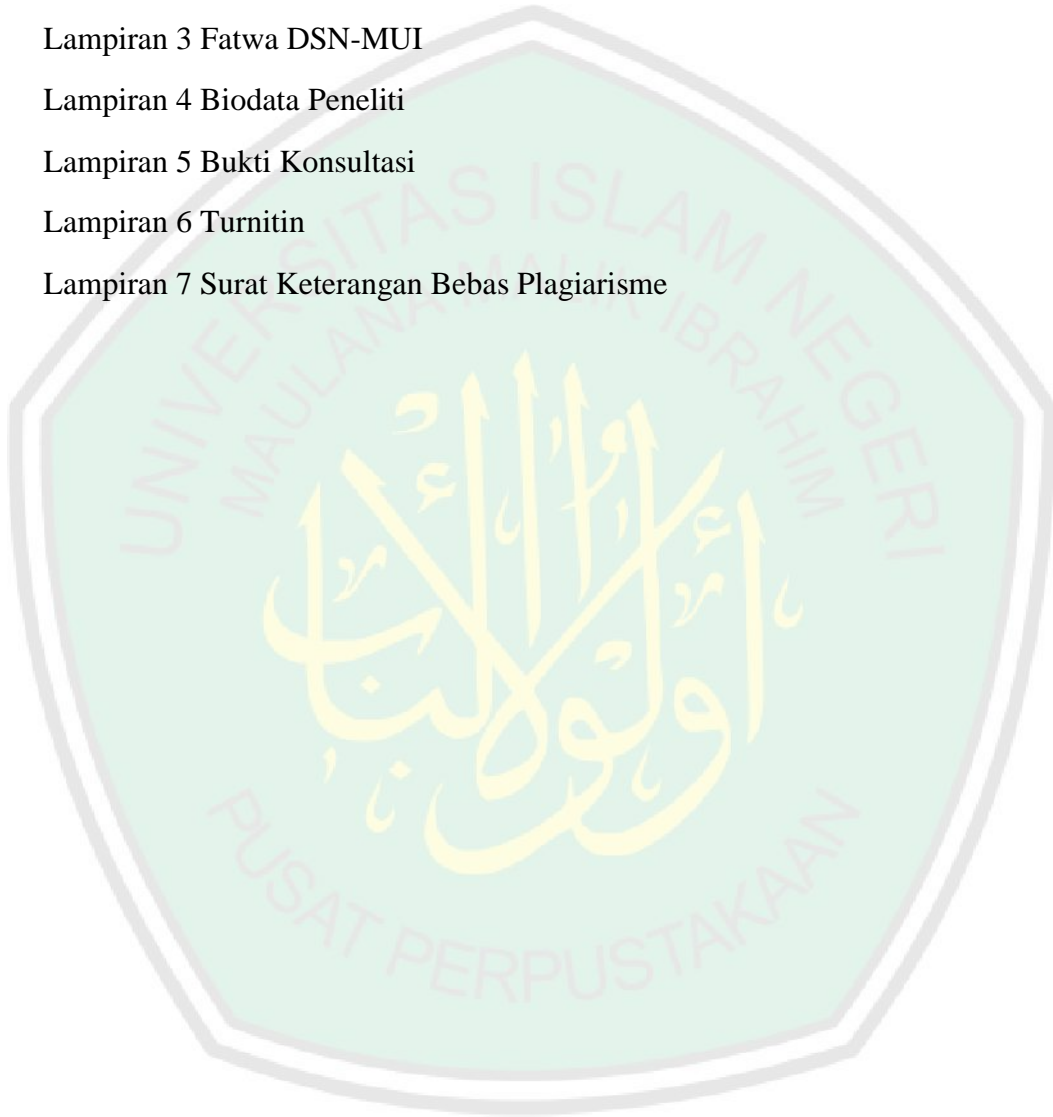 Lampiran 3 Fatwa DSN-MUI
Lampiran 4 Biodata Peneliti
Lampiran 5 Bukti Konsultasi
Lampiran 6 Turnitin
Lampiran 7 Surat Keterangan Bebas Plagiarisme
UNIVERSITAS ISLAM NEGERI
MAULANA MALIK IBRAHIM
أولوا الألباب
PUSAT PERPUSTAKAAN